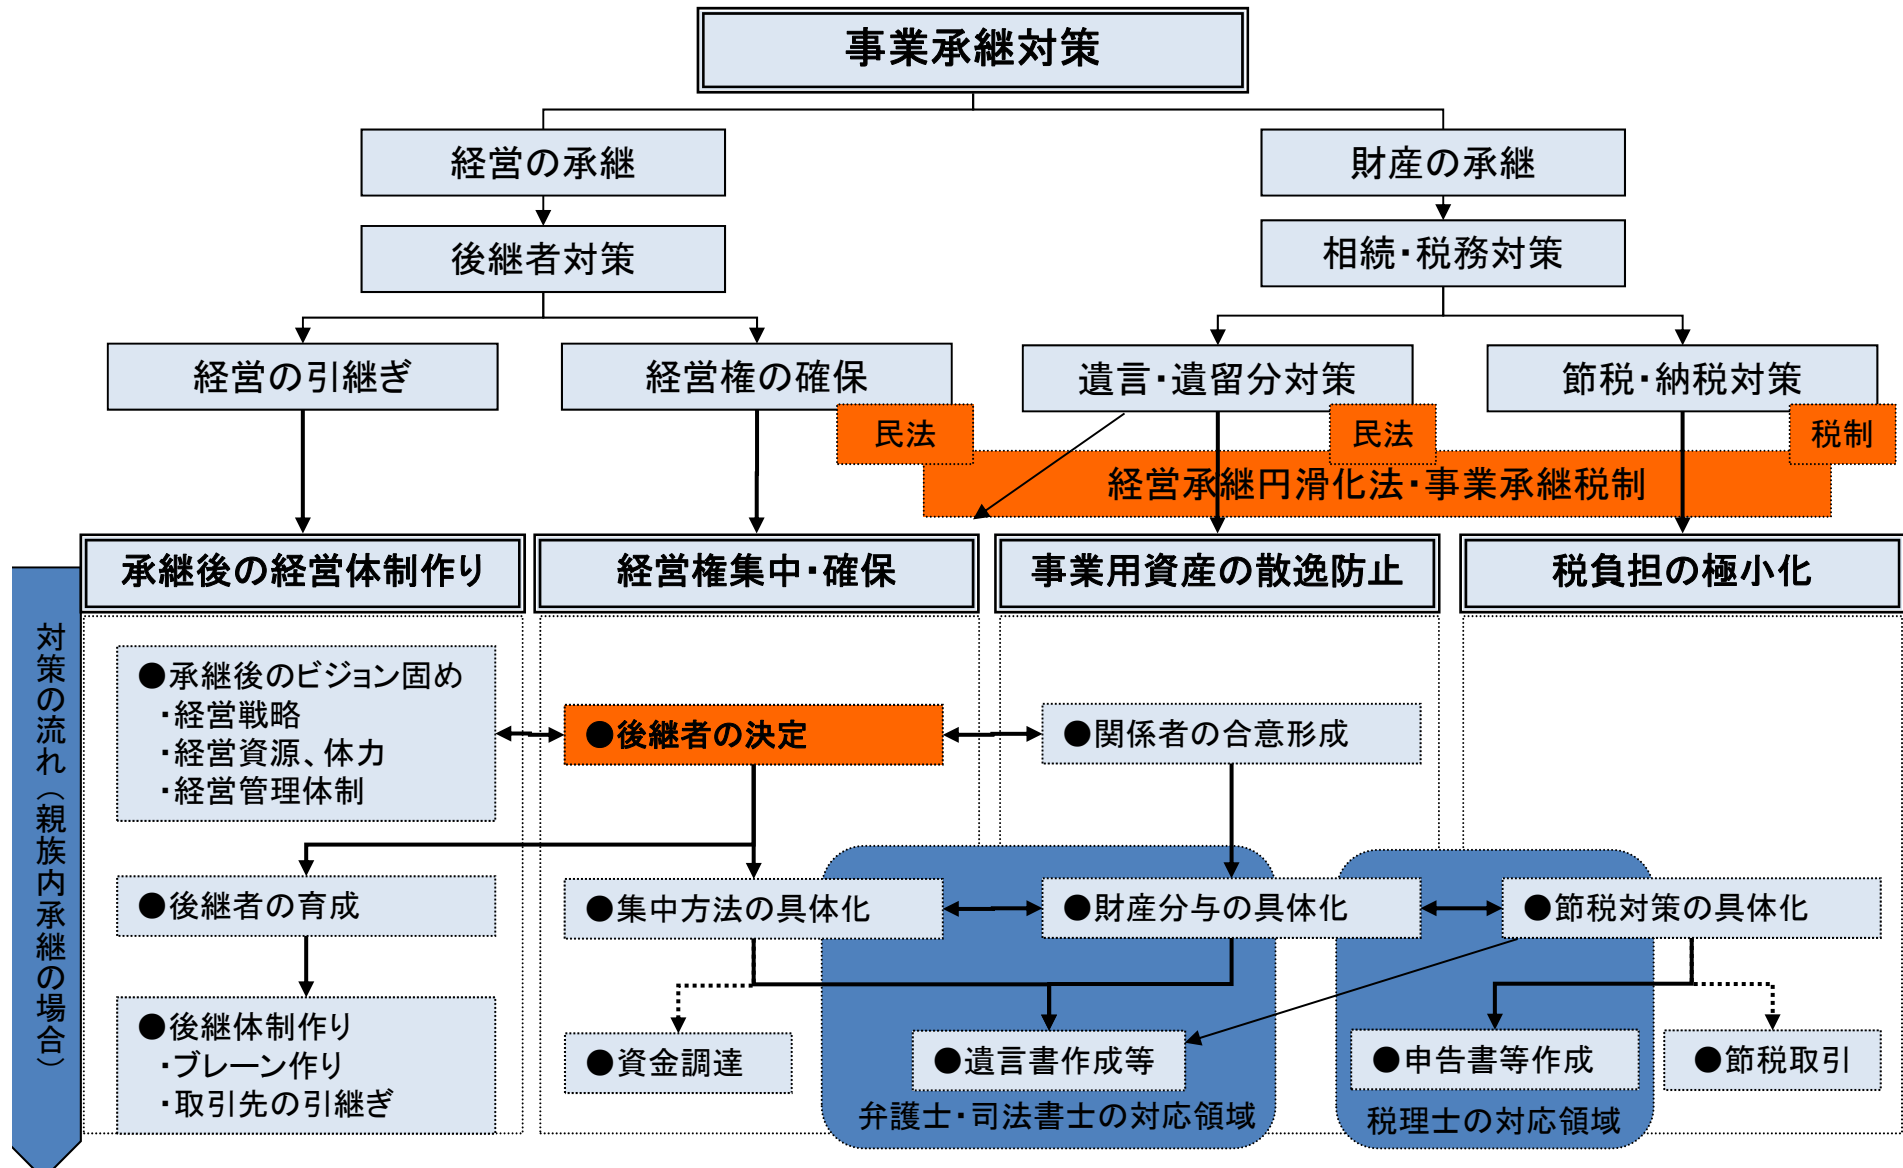 事業承継対策
経営の承継
財産の承継
後継者対策
相続・税務対策
経営の引継ぎ
経営権の確保
遺言・遺留分対策
節税・納税対策
民法
民法
税制
経営承継円滑化法・事業承継税制
承継後の経営体制作り
経営権集中・確保
事業用資産の散逸防止
税負担の極小化
対策の流れ（親族内承継の場合）
●承継後のビジョン固め
・経営戦略
・経営資源、体力
・経営管理体制
●後継者の決定
●関係者の合意形成
●後継者の育成
●集中方法の具体化
●財産分与の具体化
●節税対策の具体化
●後継体制作り
・ブレーン作り
・取引先の引継ぎ
●資金調達
●遺言書作成等
●申告書等作成
●節税取引
弁護士・司法書士の対応領域
税理士の対応領域